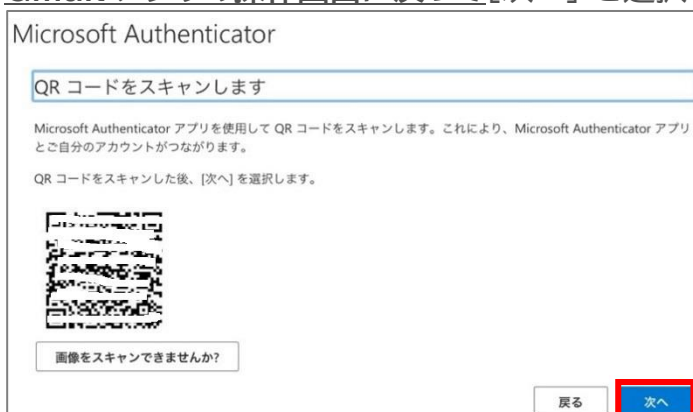 Microsoft Authenticator
QR コードをスキャンします
Microsoft Authenticator アプリを使用して QR コードをスキャンします。これにより、Microsoft Authenticator アプリ
とご自分のアカウントがつながります。
QR コードをスキャンした後、[次へ] を選択します。
画像をスキャンできませんか?
戻る
次へ